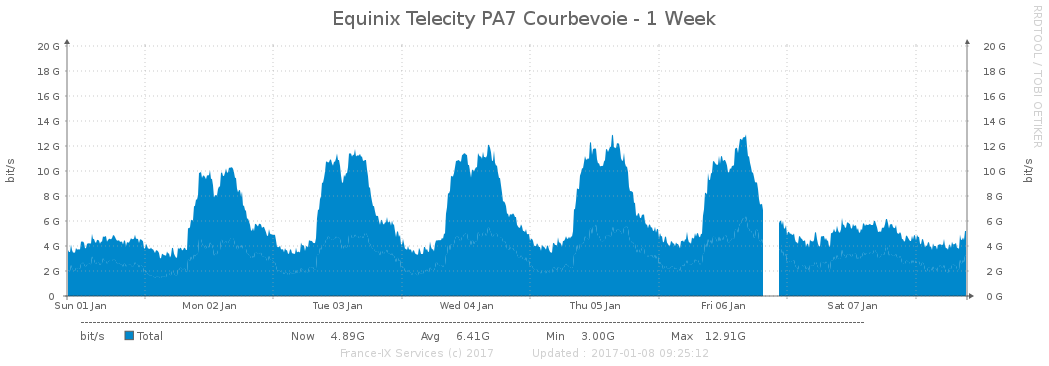 Equinix Telecity PA7 Courbevoie - 1 Week
RRDTOOL / TOBI OETIKER
bit/s
20 G 20 G
18 G 18 G
16 G 16 G
14 G 14 G
12 G 12 G
10 G 10 G
8 G 8 G
6 G 6 G
4 G 4 G
2 G 2 G
0 0 G
bit/s
Sun 01 Jan Mon 02 Jan Tue 03 Jan Wed 04 Jan Thu 05 Jan Fri 06 Jan Sat 07 Jan
bit/s Total Now 4.89G Avg 6.41G Min 3.00G Max 12.91G
France-IX Services (c) 2017 Updated : 2017-01-08 09:25:12